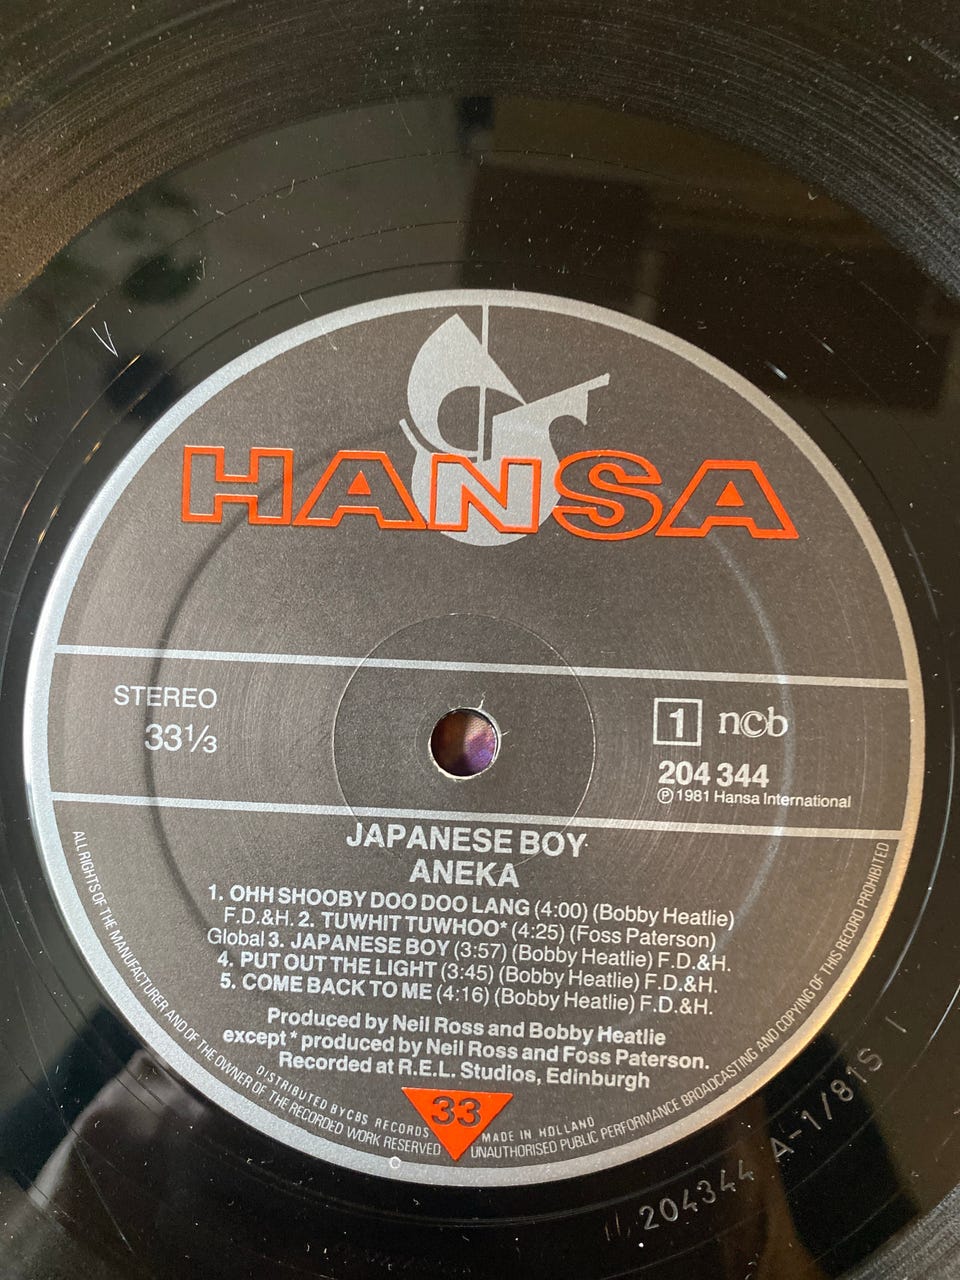 HANSA
STEREO
33⅓
1 ncb
204 344
℗ 1981 Hansa International
JAPANESE BOY
ANEKA
1. OHH SHOOBY DOO DOO LANG (4:00) (Bobby Heatlie)
F.D.&H. 2. TUWHIT TUWHOO* (4:25) (Foss Paterson)
Global 3. JAPANESE BOY (3:57) (Bobby Heatlie) F.D.&H.
4. PUT OUT THE LIGHT (3:45) (Bobby Heatlie) F.D.&H.
5. COME BACK TO ME (4:16) (Bobby Heatlie) F.D.&H.
Produced by Neil Ross and Bobby Heatlie
except * produced by Neil Ross and Foss Paterson.
Recorded at R.E.L. Studios, Edinburgh
33
DISTRIBUTED BY CBS RECORDS MADE IN HOLLAND
ALL RIGHTS OF THE MANUFACTURER AND OF THE OWNER OF THE RECORDED WORK RESERVED UNAUTHORISED PUBLIC PERFORMANCE BROADCASTING AND COPYING OF THIS RECORD PROHIBITED
204344 A-1/81S